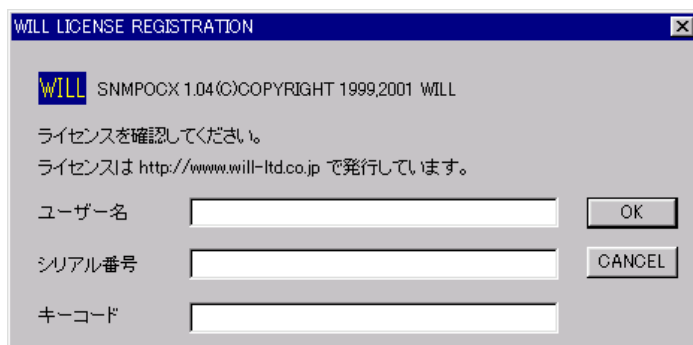 WILL LICENSE REGISTRATION
WILL SNMPOCX 1.04(C)COPYRIGHT 1999,2001 WILL
ライセンスを確認してください。
ライセンスは http://www.will-ltd.co.jp で発行しています。
ユーザー名 OK
シリアル番号 CANCEL
キーコード